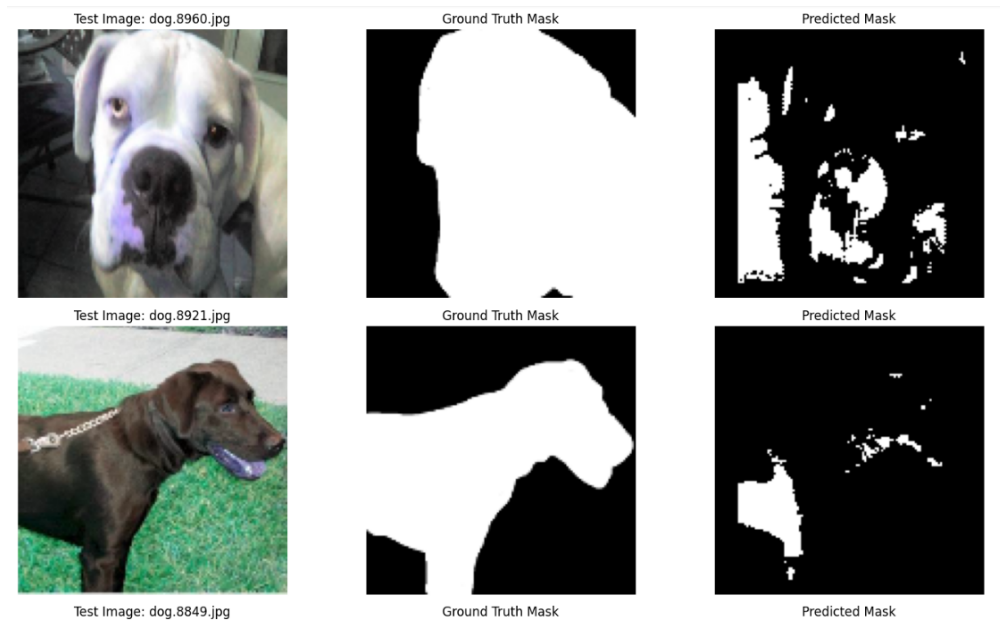 Test Image: dog.8960.jpg
Ground Truth Mask
Predicted Mask
Test Image: dog.8921.jpg
Ground Truth Mask
Predicted Mask
Test Image: dog.8849.jpg
Ground Truth Mask
Predicted Mask